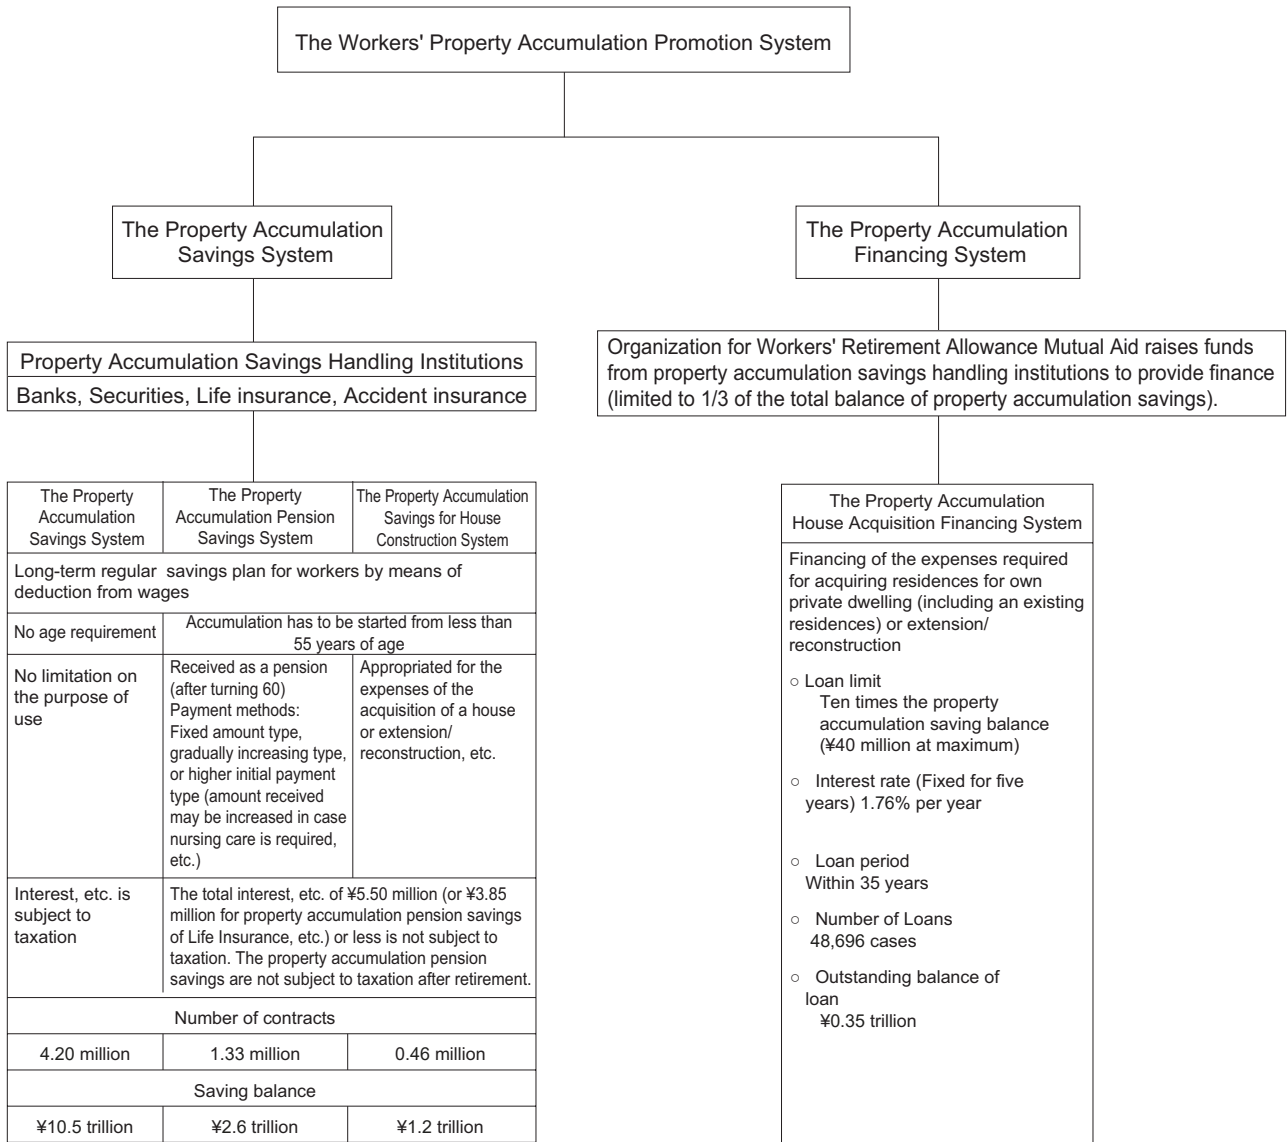 The Workers' Property Accumulation Promotion System
The Property Accumulation
Savings System
The Property Accumulation
Financing System
Property Accumulation Savings Handling Institutions
Banks, Securities, Life insurance, Accident insurance
Organization for Workers' Retirement Allowance Mutual Aid raises funds
from property accumulation savings handling institutions to provide finance
(limited to 1/3 of the total balance of property accumulation savings).
The Property
Accumulation
Savings System
The Property
Accumulation Pension
Savings System
The Property Accumulation
Savings for House
Construction System
Long-term regular savings plan for workers by means of
deduction from wages
No age requirement
Accumulation has to be started from less than
55 years of age
No limitation on
the purpose of
use
Received as a pension
(after turning 60)
Payment methods:
Fixed amount type,
gradually increasing type,
or higher initial payment
type (amount received
may be increased in case
nursing care is required,
etc.)
Appropriated for the
expenses of the
acquisition of a house
or extension/
reconstruction, etc.
Interest, etc. is
subject to
taxation
The total interest, etc. of ¥5.50 million (or ¥3.85
million for property accumulation pension savings
of Life Insurance, etc.) or less is not subject to
taxation. The property accumulation pension
savings are not subject to taxation after retirement.
Number of contracts
4.20 million
1.33 million
0.46 million
Saving balance
¥10.5 trillion
¥2.6 trillion
¥1.2 trillion
The Property Accumulation
House Acquisition Financing System
Financing of the expenses required
for acquiring residences for own
private dwelling (including an existing
residences) or extension/
reconstruction
○ Loan limit
Ten times the property
accumulation saving balance
(¥40 million at maximum)
○ Interest rate (Fixed for five
years) 1.76% per year
○ Loan period
Within 35 years
○ Number of Loans
48,696 cases
○ Outstanding balance of
loan
¥0.35 trillion